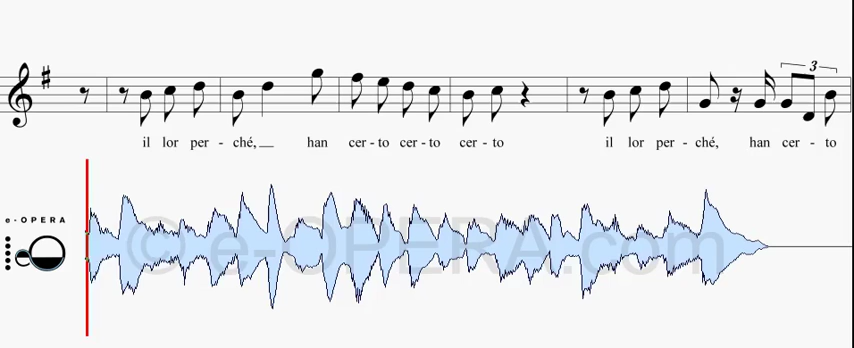 3
il lor per - ché, han cer - to cer - to cer - to il lor per - ché, han cer - to
e-OPERA
© e-OPERA.com
e